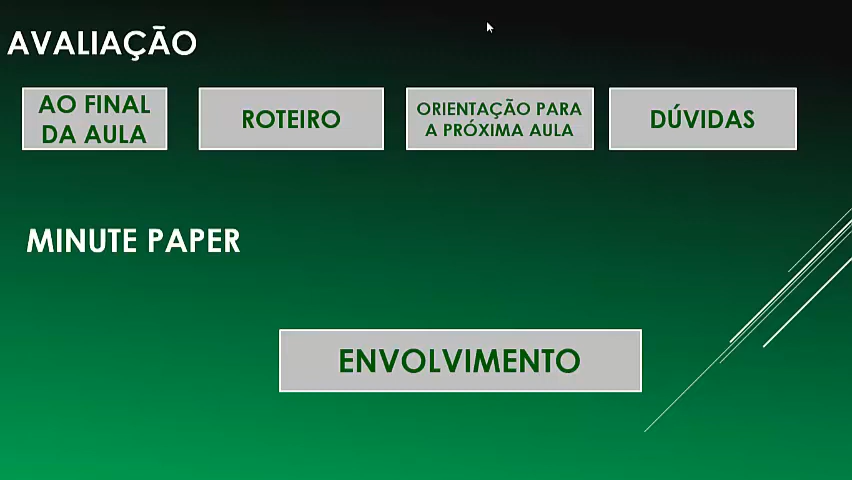 AVALIAÇÃO
AO FINAL
DA AULA
ROTEIRO
ORIENTAÇÃO PARA
A PRÓXIMA AULA
DÚVIDAS
MINUTE PAPER
ENVOLVIMENTO